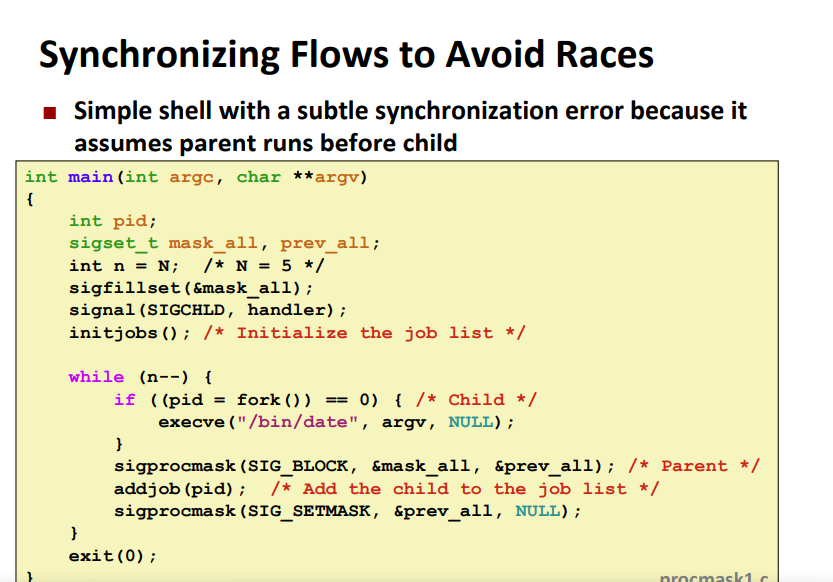 Synchronizing Flows to Avoid Races
Simple shell with a subtle synchronization error because it
assumes parent runs before child
int main(int argc, char **argv)
{
    int pid;
    sigset_t mask_all, prev_all;
    int n = N;  /* N = 5 */
    sigfillset(&mask_all);
    signal(SIGCHLD, handler);
    initjobs(); /* Initialize the job list */
    while (n--) {
        if ((pid = fork()) == 0) { /* Child */
            execve("/bin/date", argv, NULL);
        }
        sigprocmask(SIG_BLOCK, &mask_all, &prev_all); /* Parent */
        addjob(pid);  /* Add the child to the job list */
        sigprocmask(SIG_SETMASK, &prev_all, NULL);
    }
    exit(0);
}
procmask1.c